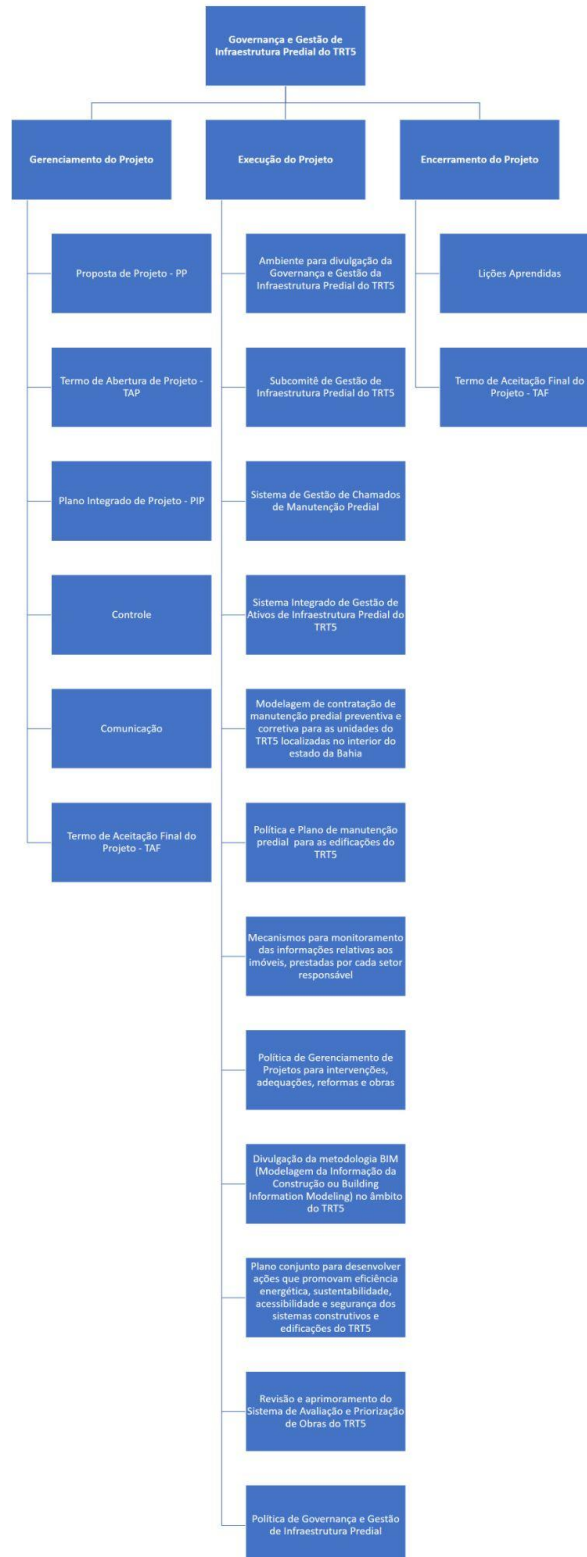 Governança e Gestão de
Infraestrutura Predial do TRT5
Gerenciamento do Projeto
Execução do Projeto
Encerramento do Projeto
Proposta de Projeto - PP
Termo de Abertura de Projeto -
TAP
Plano Integrado de Projeto - PIP
Controle
Comunicação
Termo de Aceitação Final do
Projeto - TAF
Ambiente para divulgação da
Governança e Gestão da
Infraestrutura Predial do TRT5
Subcomitê de Gestão de
Infraestrutura Predial do TRT5
Sistema de Gestão de Chamados
de Manutenção Predial
Sistema Integrado de Gestão de
Ativos de Infraestrutura Predial do
TRT5
Modelagem de contratação de
manutenção predial preventiva e
corretiva para as unidades do
TRT5 localizadas no interior do
estado da Bahia
Política e Plano de manutenção
predial para as edificações do
TRT5
Mecanismos para monitoramento
das informações relativas aos
imóveis, prestadas por cada setor
responsável
Política de Gerenciamento de
Projetos para intervenções,
adequações, reformas e obras
Divulgação da metodologia BIM
(Modelagem da Informação da
Construção ou Building
Information Modeling) no âmbito
do TRT5
Plano conjunto para desenvolver
ações que promovam eficiência
energética, sustentabilidade,
acessibilidade e segurança dos
sistemas construtivos e
edificações do TRT5
Revisão e aprimoramento do
Sistema de Avaliação e Priorização
de Obras do TRT5
Política de Governança e Gestão
de Infraestrutura Predial
Lições Aprendidas
Termo de Aceitação Final do
Projeto - TAF